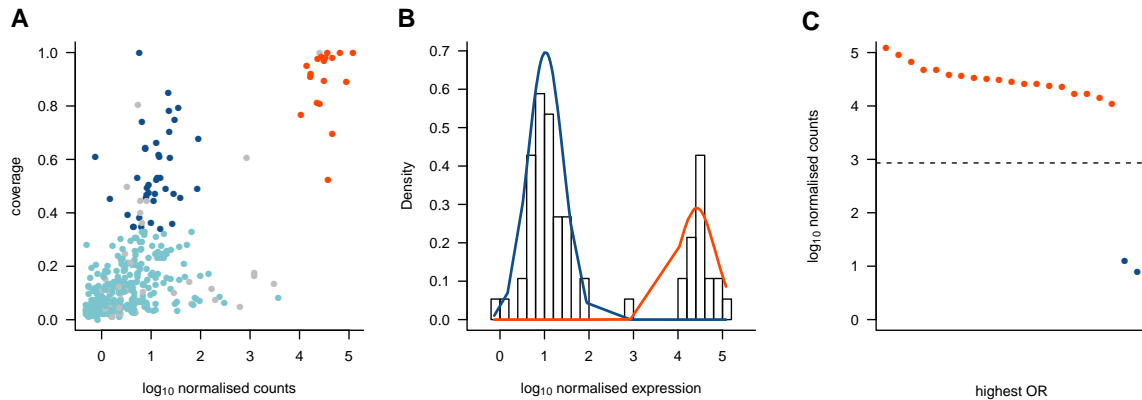 A
1.0
0.8
0.6
0.4
0.2
0.0
coverage
0 1 2 3 4 5
log₁₀ normalised counts
B
0.7
0.6
0.5
0.4
0.3
0.2
0.1
0.0
Density
0 1 2 3 4 5
log₁₀ normalised expression
C
5
4
3
2
1
0
log₁₀ normalised counts
highest OR